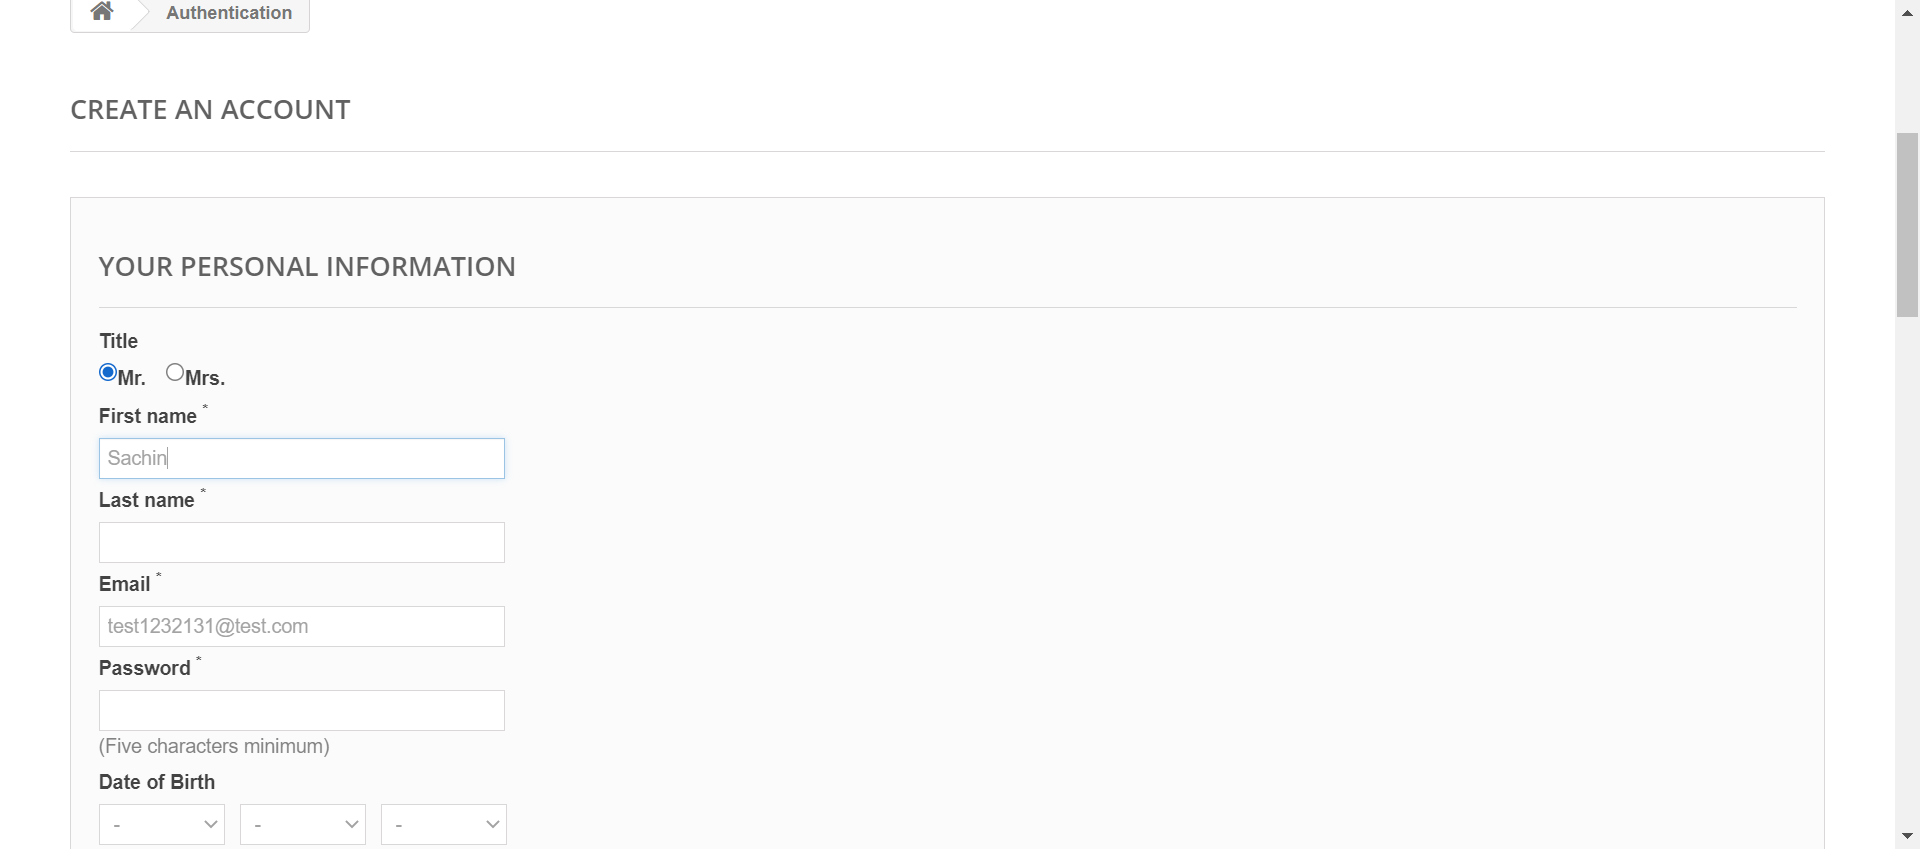 Authentication
CREATE AN ACCOUNT
YOUR PERSONAL INFORMATION
Title
Mr. Mrs.
First name *
Sachin
Last name *
Email *
test1232131@test.com
Password *
(Five characters minimum)
Date of Birth
- - -